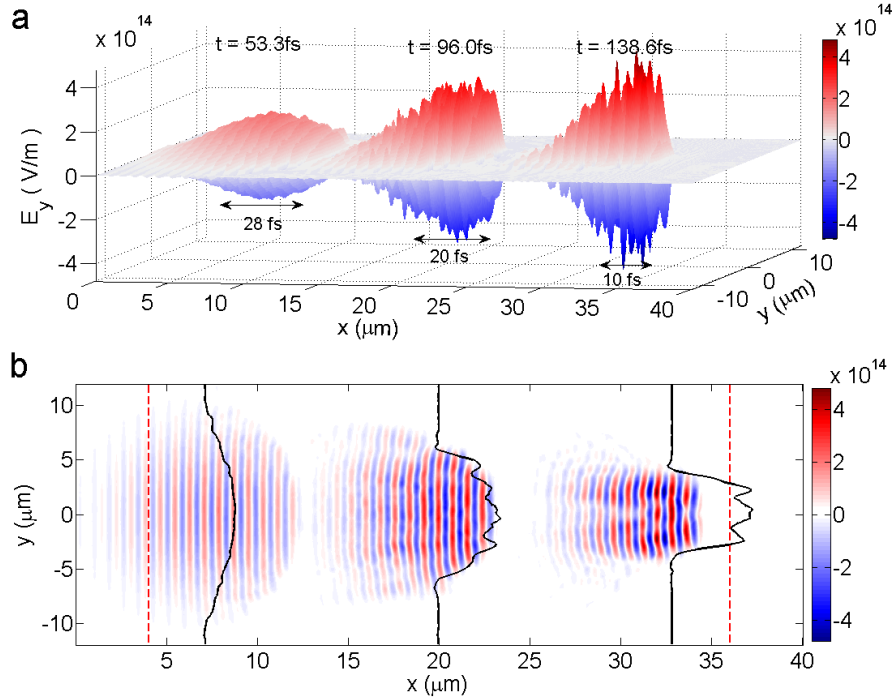 a
x 10^14
t = 53.3fs
t = 96.0fs
t = 138.6fs
x 10^14
4
2
0
-2
-4
E_y ( V/m )
28 fs
20 fs
10 fs
0
5
10
15
20
25
30
35
40
x (μm)
-10
0
10
y (μm)
4
2
0
-2
-4
b
x 10^14
10
5
0
-5
-10
y (μm)
5
10
15
20
25
30
35
40
x (μm)
4
2
0
-2
-4